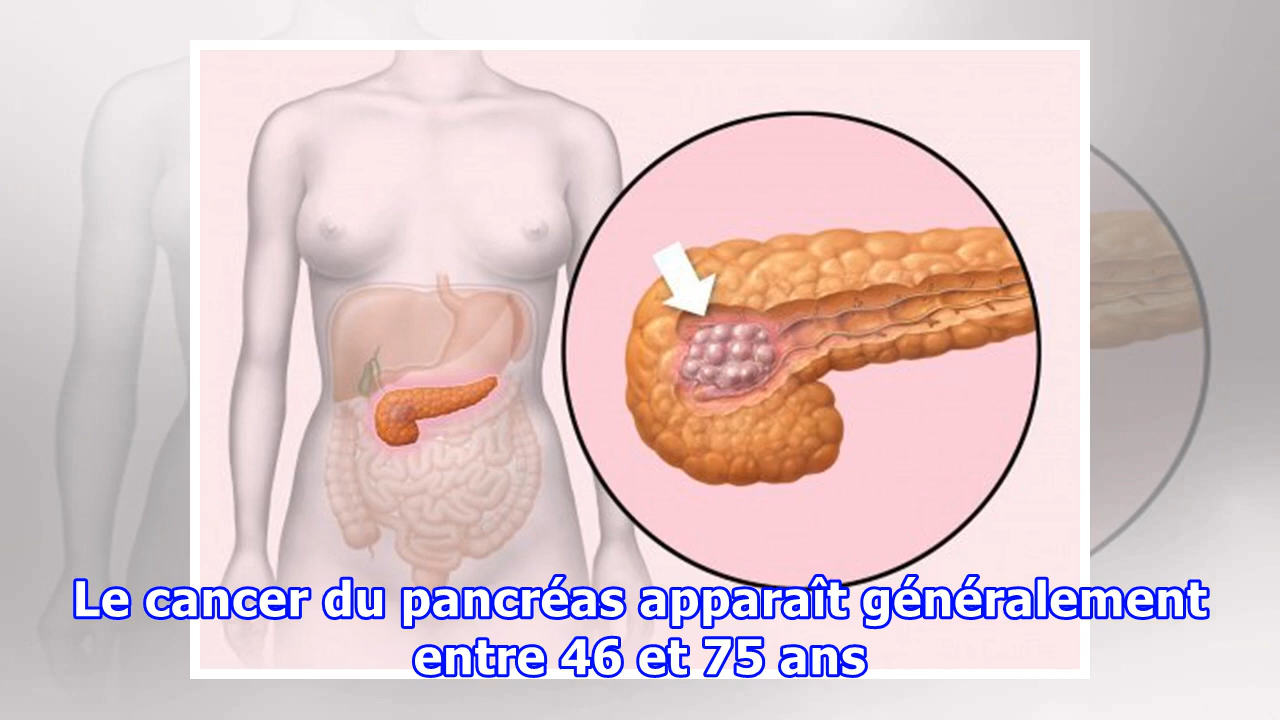 Le cancer du pancréas apparaît généralement
entre 46 et 75 ans